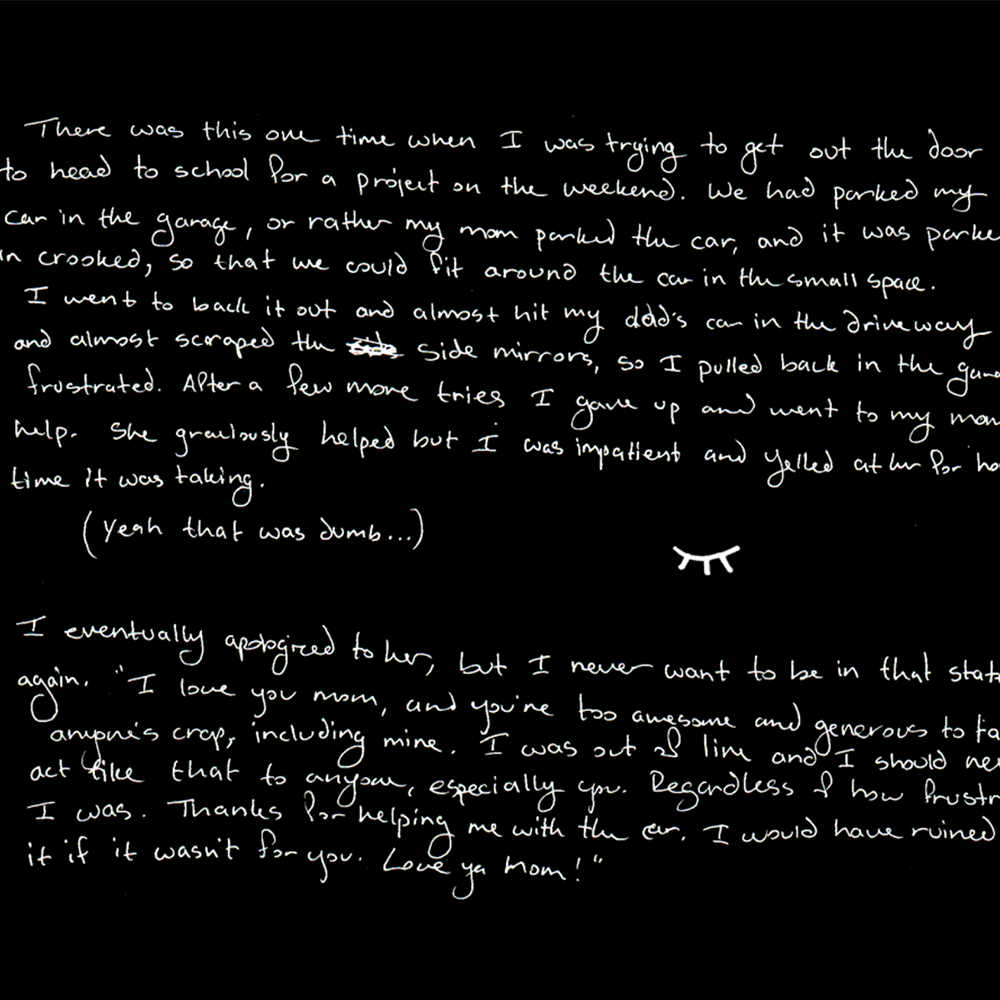 There was this one time when I was trying to get out the door
to head to school for a project on the weekend. We had parked my
car in the garage, or rather my mom parked the car, and it was parke
in crooked, so that we could fit around the car in the small space.
I went to back it out and almost hit my dad's car in the driveway
and almost scraped the side side mirrors, so I pulled back in the gara
frustrated. After a few more tries I gave up and went to my mom
help. She graciously helped but I was impatient and yelled at her for ho
time it was taking.
(yeah that was dumb...)
I eventually apologized to her, but I never want to be in that stat
again. "I love you mom, and you're too awesome and generous to ta
anyone's crap, including mine. I was out of line and I should ne
act like that to anyone, especially you. Regardless of how frustr
I was. Thanks for helping me with the car. I would have ruined
it if it wasn't for you. Love ya Mom!"